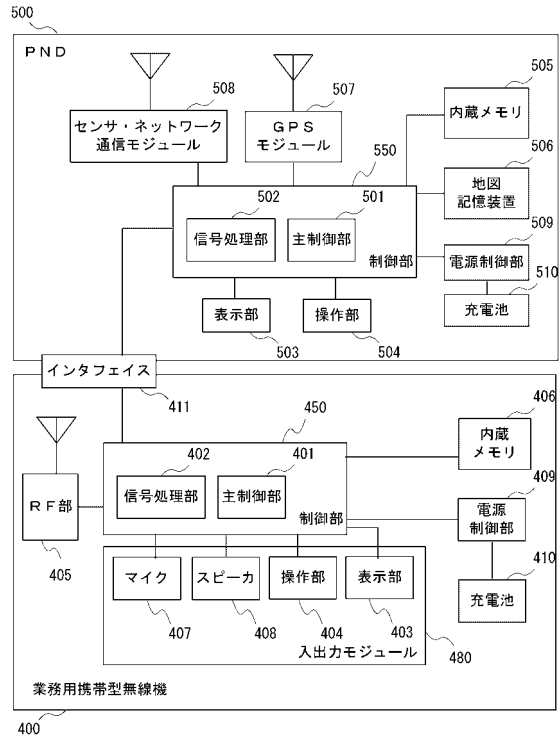 500
PND
508
センサ・ネットワーク
通信モジュール
507
GPS
モジュール
505
内蔵メモリ
506
地図
記憶装置
550
502
信号処理部
501
主制御部
制御部
509
電源制御部
510
充電池
表示部
503
操作部
504
インタフェイス
411
450
406
内蔵
メモリ
402
信号処理部
401
主制御部
制御部
RF部
405
409
電源
制御部
410
充電池
マイク
407
スピーカ
408
操作部
404
表示部
403
入出力モジュール
480
業務用携帯型無線機
400